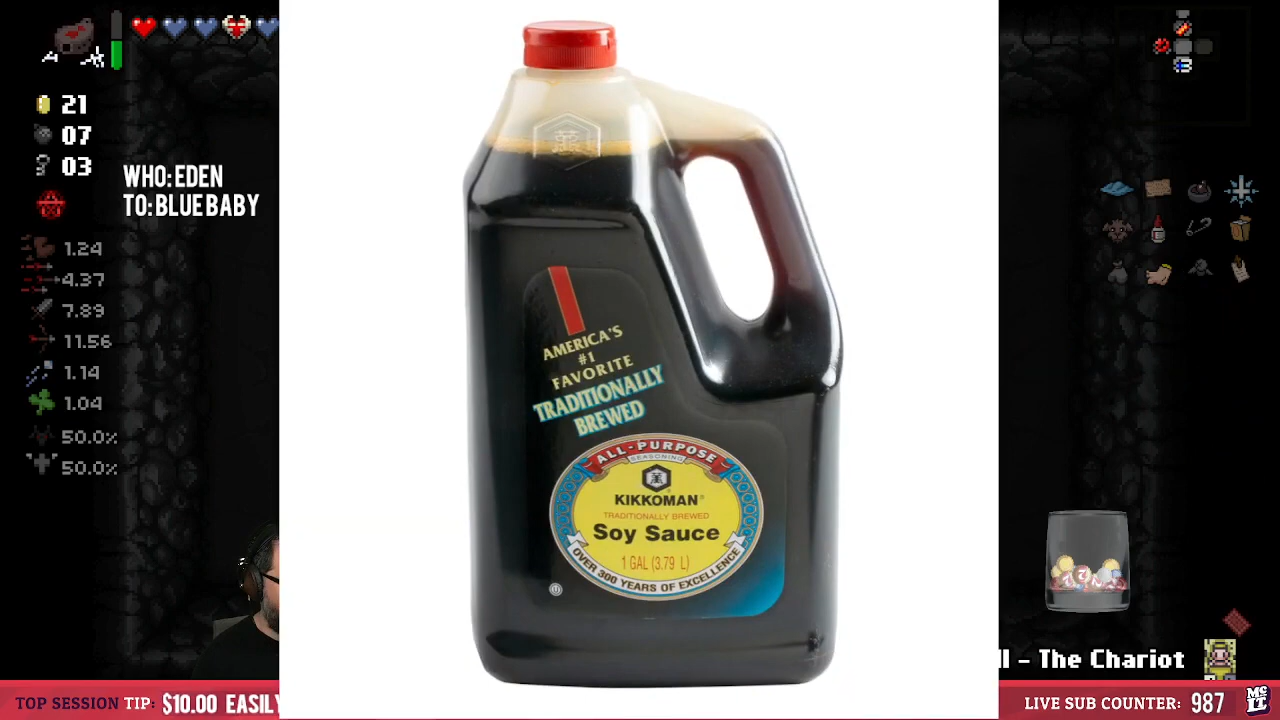 21
07
03
WHO: EDEN
TO: BLUE BABY
1.24
4.37
7.89
11.56
1.14
1.04
50.0%
50.0%
AMERICA'S
#1
FAVORITE
TRADITIONALLY
BREWED
ALL-PURPOSE
SEASONING
KIKKOMAN®
TRADITIONALLY BREWED
Soy Sauce
1 GAL (3.79 L)
OVER 300 YEARS OF EXCELLENCE
I - The Chariot
TOP SESSION TIP: $10.00 EASILY
LIVE SUB COUNTER: 987